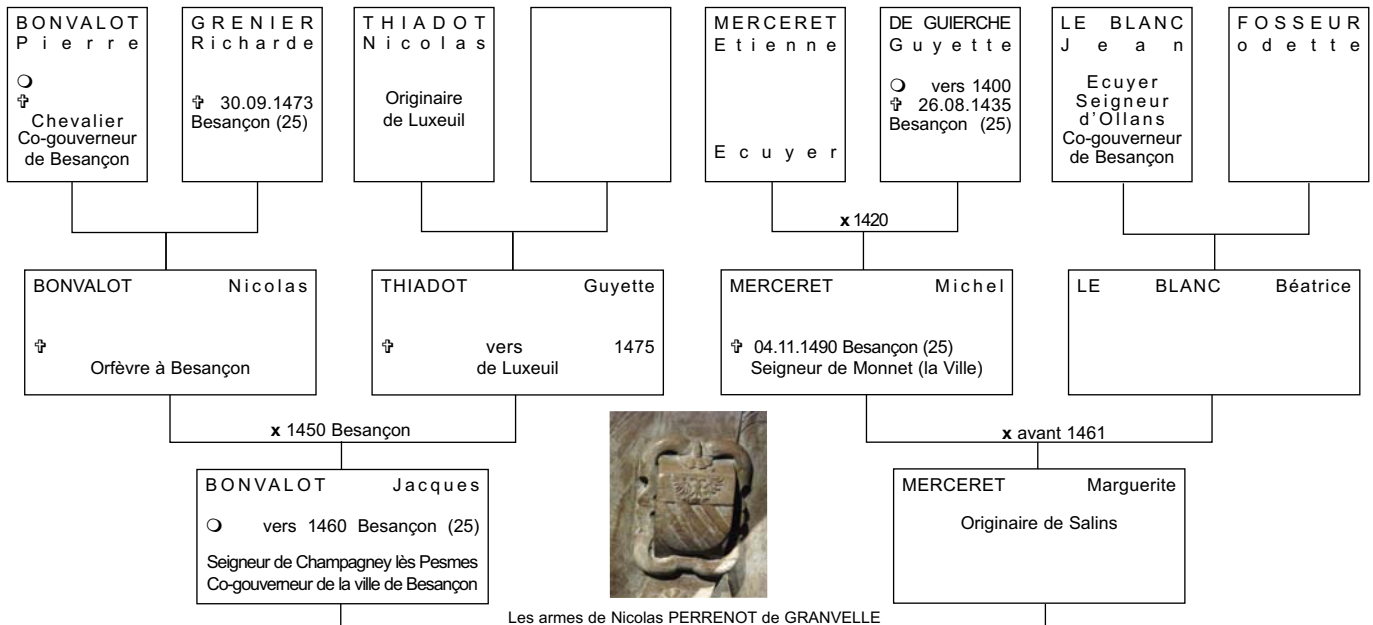 BONVALOT
Pierre
❍
✞
Chevalier
Co-gouverneur
de Besançon
GRENIER
Richarde
✞ 30.09.1473
Besançon (25)
THIADOT
Nicolas
Originaire
de Luxeuil
MERCERET
Etienne
Ecuyer
DE GUIERCHE
Guyette
❍ vers 1400
✞ 26.08.1435
Besançon (25)
LE BLANC
Jean
Ecuyer
Seigneur
d'Ollans
Co-gouverneur
de Besançon
FOSSEUR
odette
x 1420
BONVALOT Nicolas
✞
Orfèvre à Besançon
THIADOT Guyette
✞ vers 1475
de Luxeuil
MERCERET Michel
✞ 04.11.1490 Besançon (25)
Seigneur de Monnet (la Ville)
LE BLANC Béatrice
x 1450 Besançon
x avant 1461
BONVALOT Jacques
❍ vers 1460 Besançon (25)
Seigneur de Champagney lès Pesmes
Co-gouverneur de la ville de Besançon
MERCERET Marguerite
Originaire de Salins
Les armes de Nicolas PERRENOT de GRANVELLE